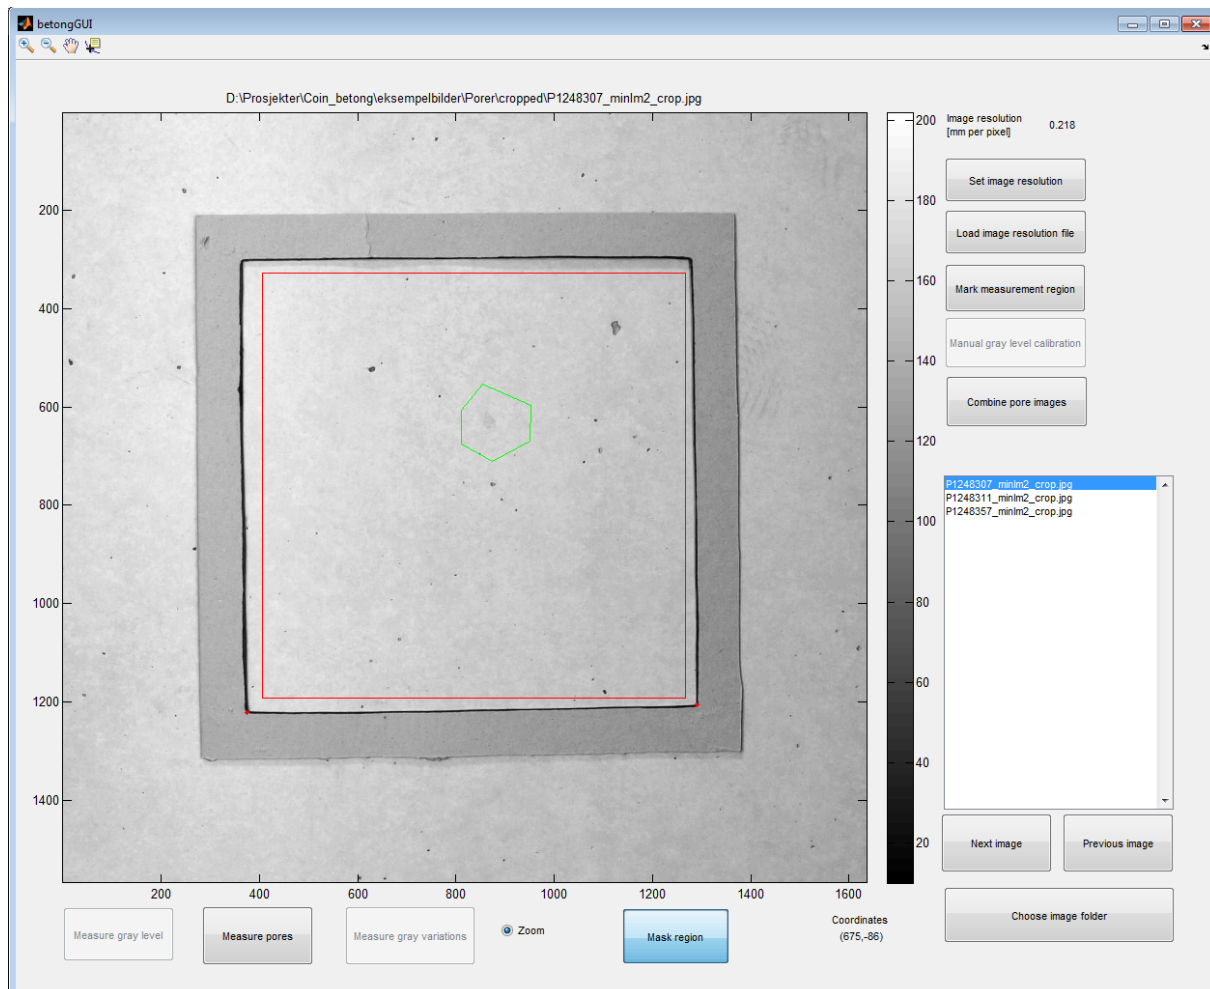 betongGUI
D:\Prosjekter\Coin_betong\eksempelbilder\Porer\cropped\P1248307_minIm2_crop.jpg
200
400
600
800
1000
1200
1400
200
400
600
800
1000
1200
1400
1600
200
180
160
140
120
100
80
60
40
20
Image resolution
[mm per pixel]
0.218
Set image resolution
Load image resolution file
Mark measurement region
Manual gray level calibration
Combine pore images
P1248307_minIm2_crop.jpg
P1248311_minIm2_crop.jpg
P1248357_minIm2_crop.jpg
Next image
Previous image
Choose image folder
Measure gray level
Measure pores
Measure gray variations
Zoom
Mask region
Coordinates
(675,-86)